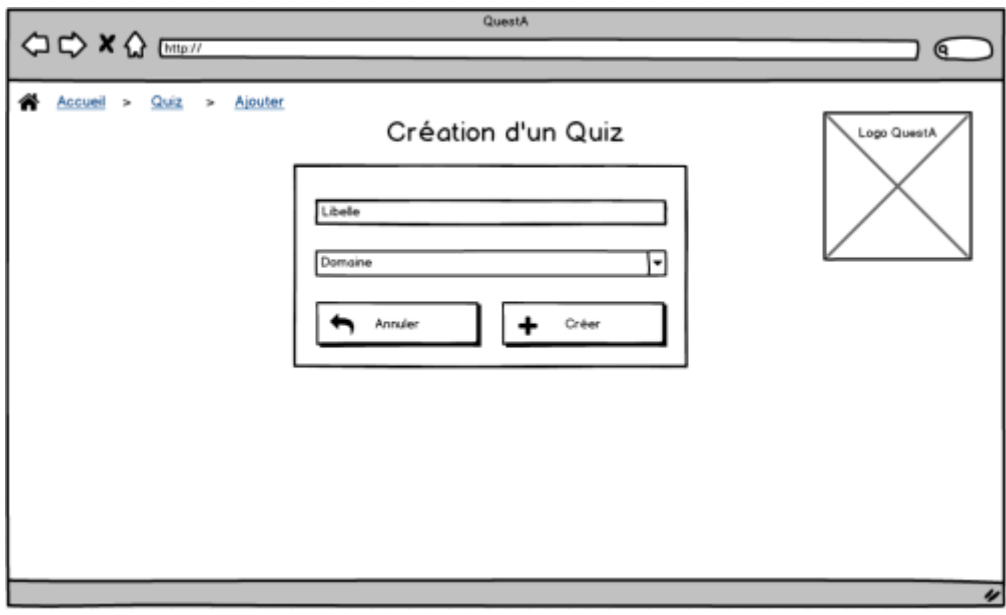 QuestA
http://
Accueil > Quiz > Ajouter
Création d'un Quiz
Logo QuestA
Libelle
Domaine
Annuler
Créer